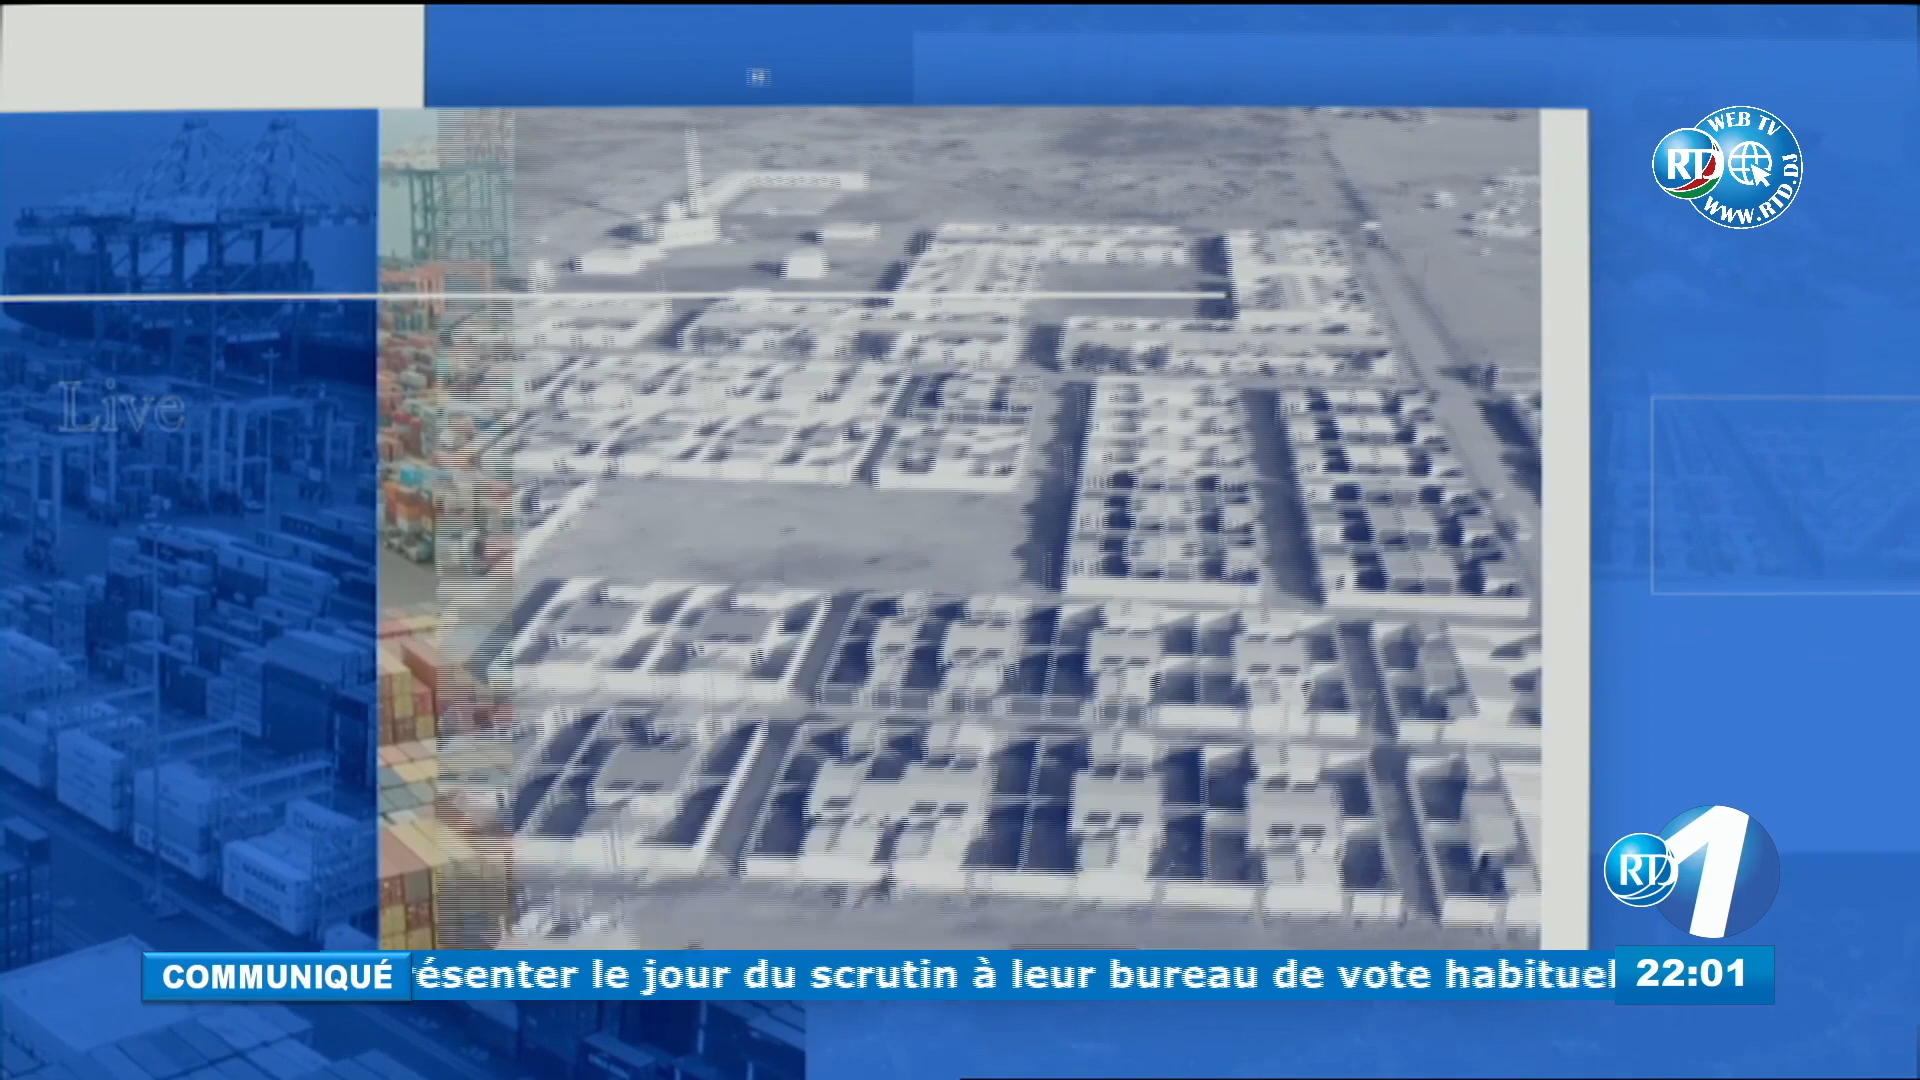 WEB TV
RTD
WWW.RTD.DJ
Live
RTD
1
COMMUNIQUÉ
ésenter le jour du scrutin à leur bureau de vote habituel
22:01